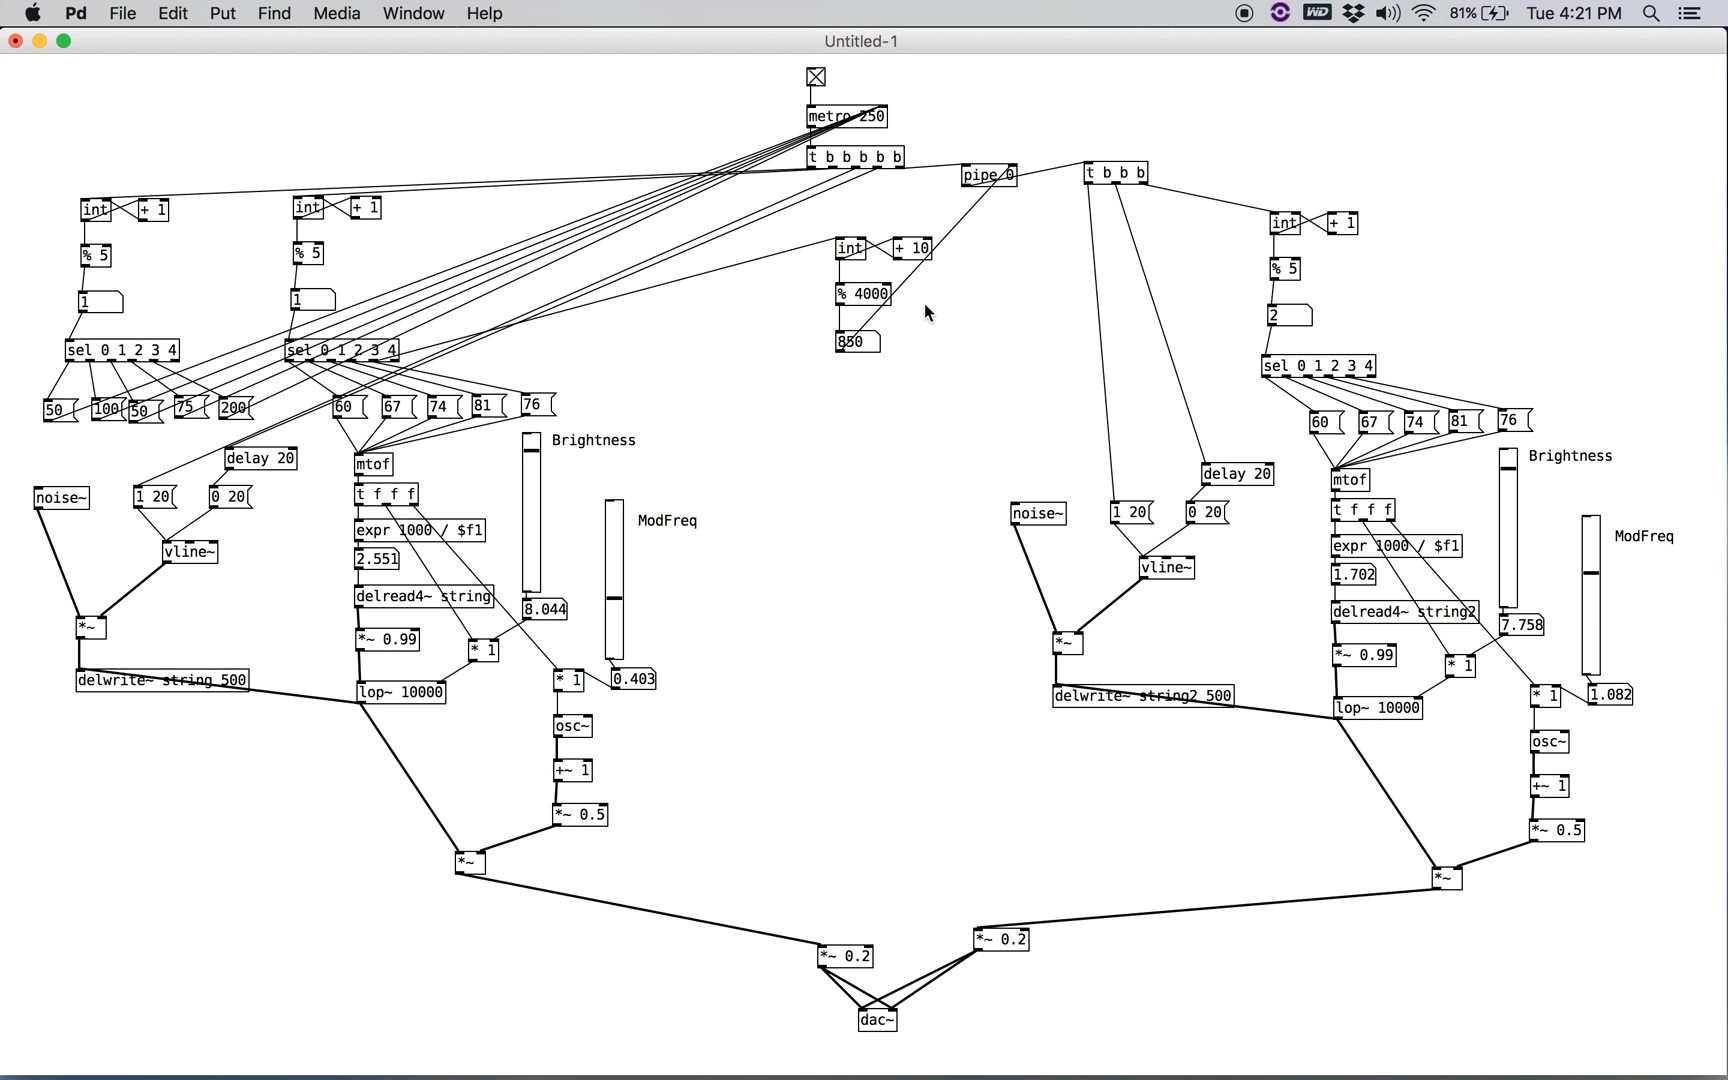 Pd File Edit Put Find Media Window Help WD 81% Tue 4:21 PM
Untitled-1
metro 250
t b b b b b
pipe 0
t b b b
int + 1
int + 1
int + 10
int + 1
% 5
% 5
% 4000
% 5
1
1
850
2
sel 0 1 2 3 4
sel 0 1 2 3 4
sel 0 1 2 3 4
50 100 50 75 200
60 67 74 81 76
60 67 74 81 76
Brightness
Brightness
delay 20
mtof
delay 20
mtof
noise~
1 20
0 20
t f f f
noise~
1 20
0 20
t f f f
ModFreq
ModFreq
vline~
expr 1000 / $f1
vline~
expr 1000 / $f1
2.551
1.702
delread4~ string
8.044
delread4~ string2
7.758
*~
*~ 0.99
* 1
*~
*~ 0.99
* 1
delwrite~ string 500
lop~ 10000
* 1
0.403
delwrite~ string2 500
lop~ 10000
* 1
1.082
osc~
osc~
+~ 1
+~ 1
*~ 0.5
*~ 0.5
*~
*~
*~ 0.2
*~ 0.2
dac~